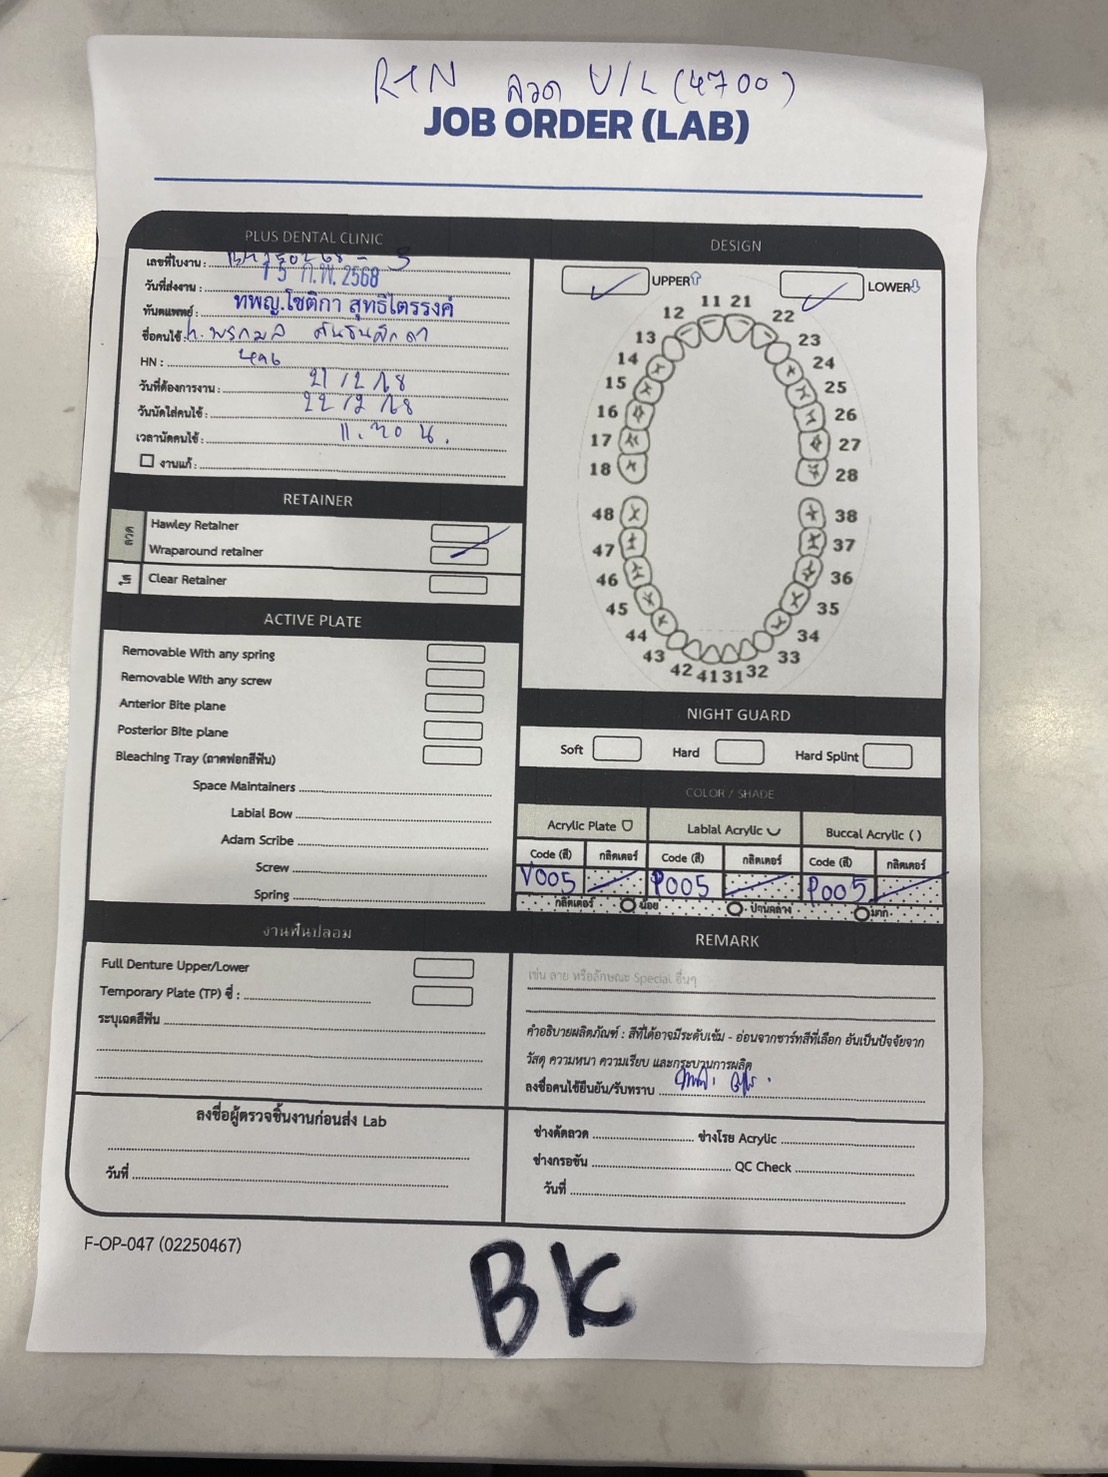 RTN ลวด U/L (4700)
JOB ORDER (LAB)
PLUS DENTAL CLINIC
เลขที่ใบงาน :
วันที่ส่งงาน : 15 ก.พ. 2568
ทันตแพทย์ : ทพญ.โชติกา สุทธิไตรรงค์
ชื่อคนไข้ :
HN :
วันที่ต้องการงาน : 21/2/68
วันนัดใส่คนไข้ : 22/2/68
เวลานัดคนไข้ : 11.30 น.
งานแก้ :
DESIGN
UPPER LOWER
11 21
12 22
13 23
14 24
15 25
16 26
17 27
18 28
48 38
47 37
46 36
45 35
44 34
43 33
42 41 31 32
RETAINER
ลวด
Hawley Retainer
Wraparound retainer
ใส
Clear Retainer
ACTIVE PLATE
Removable With any spring
Removable With any screw
Anterior Bite plane
Posterior Bite plane
Bleaching Tray (ถาดฟอกสีฟัน)
Space Maintainers
Labial Bow
Adam Scribe
Screw
Spring
NIGHT GUARD
Soft Hard Hard Splint
COLOR / SHADE
Acrylic Plate Labial Acrylic Buccal Acrylic ( )
Code (สี) กลิตเตอร์ Code (สี) กลิตเตอร์ Code (สี) กลิตเตอร์
V005 P005 P005
กลิตเตอร์ น้อย ปานกลาง มาก
งานฟันปลอม
Full Denture Upper/Lower
Temporary Plate (TP) ซี่ :
ระบุเฉดสีฟัน
REMARK
เช่น ลาย หรือลักษณะ Special อื่นๆ
คำอธิบายผลิตภัณฑ์ : สีที่ได้อาจมีระดับเข้ม - อ่อนจากชาร์ทสีที่เลือก อันเป็นปัจจัยจาก
วัสดุ ความหนา ความเรียบ และกระบวนการผลิต
ลงชื่อคนไข้ยืนยัน/รับทราบ
ลงชื่อผู้ตรวจชิ้นงานก่อนส่ง Lab
วันที่
ช่างดัดลวด ช่างโรย Acrylic
ช่างกรอขัน QC Check
วันที่
F-OP-047 (02250467)
BK